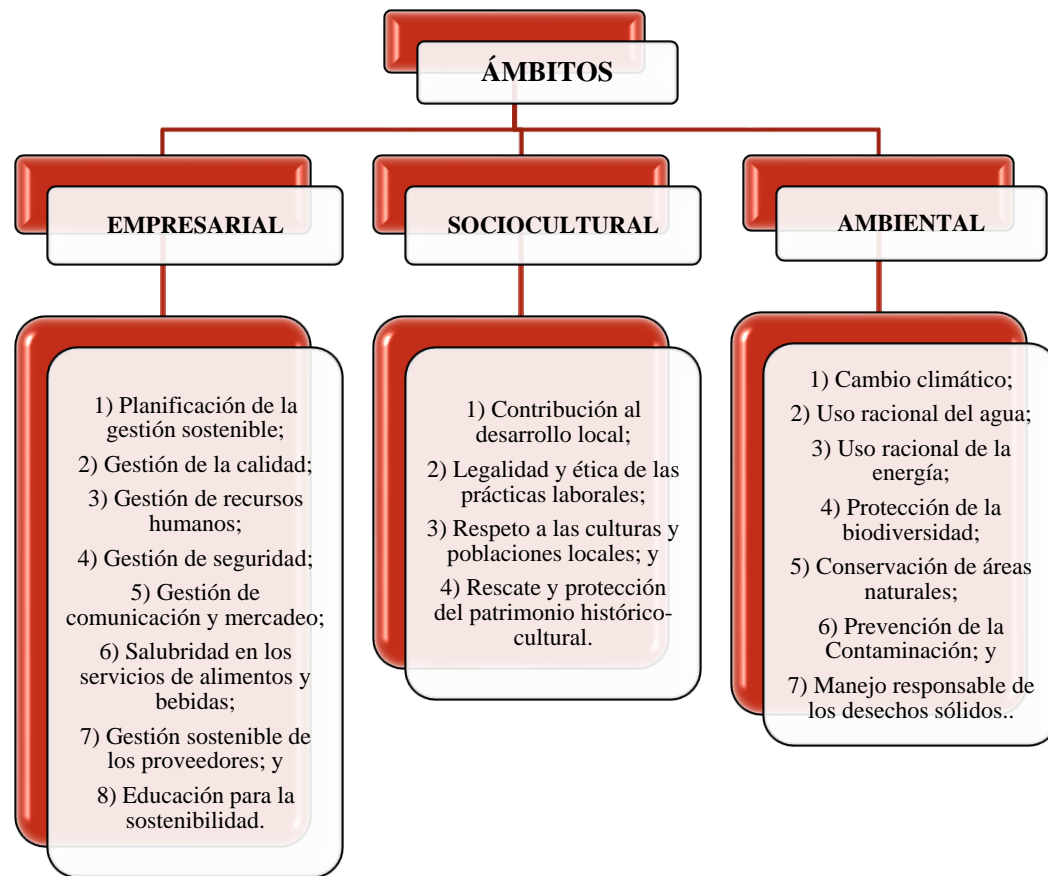 ÁMBITOS
EMPRESARIAL
1) Planificación de la
gestión sostenible;
2) Gestión de la calidad;
3) Gestión de recursos
humanos;
4) Gestión de seguridad;
5) Gestión de
comunicación y mercadeo;
6) Salubridad en los
servicios de alimentos y
bebidas;
7) Gestión sostenible de
los proveedores; y
8) Educación para la
sostenibilidad.
SOCIOCULTURAL
1) Contribución al
desarrollo local;
2) Legalidad y ética de las
prácticas laborales;
3) Respeto a las culturas y
poblaciones locales; y
4) Rescate y protección
del patrimonio histórico-
cultural.
AMBIENTAL
1) Cambio climático;
2) Uso racional del agua;
3) Uso racional de la
energía;
4) Protección de la
biodiversidad;
5) Conservación de áreas
naturales;
6) Prevención de la
Contaminación; y
7) Manejo responsable de
los desechos sólidos..